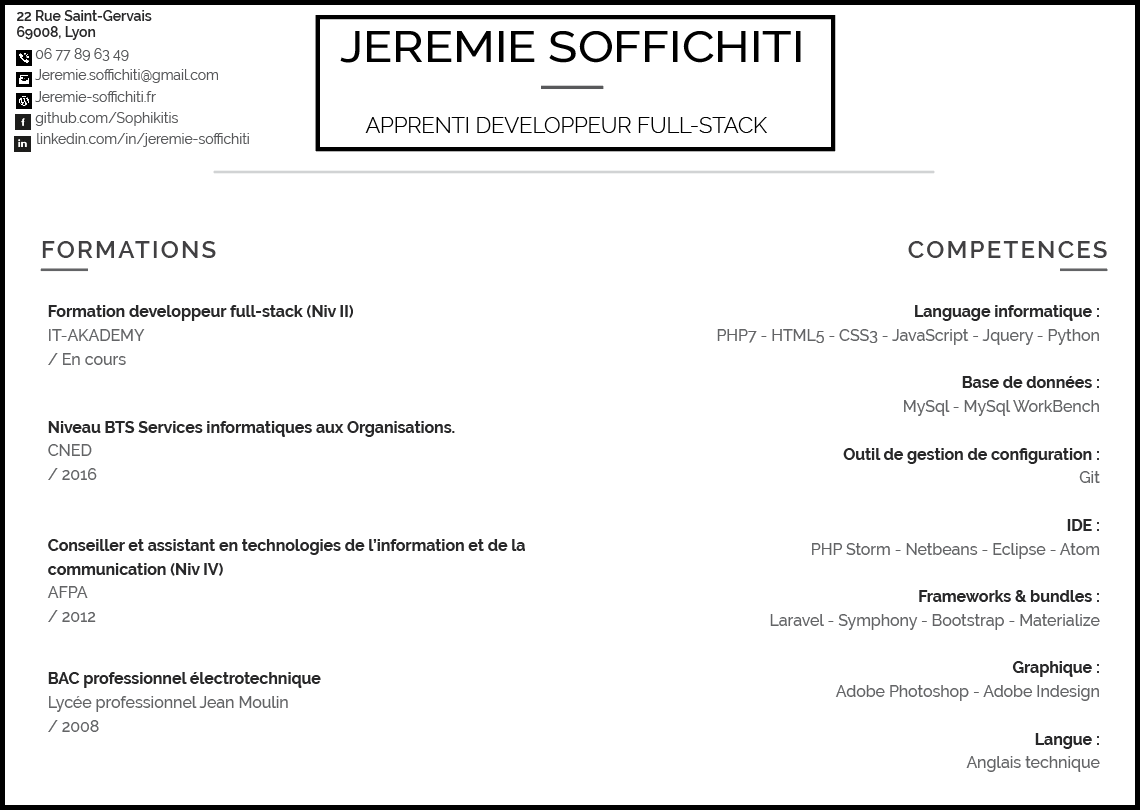 22 Rue Saint-Gervais
69008, Lyon
06 77 89 63 49
Jeremie.soffichiti@gmail.com
Jeremie-soffichiti.fr
github.com/Sophikitis
linkedin.com/in/jeremie-soffichiti
JEREMIE SOFFICHITI
APPRENTI DEVELOPPEUR FULL-STACK
FORMATIONS
Formation developpeur full-stack (Niv II)
IT-AKADEMY
/ En cours
Niveau BTS Services informatiques aux Organisations.
CNED
/ 2016
Conseiller et assistant en technologies de l'information et de la
communication (Niv IV)
AFPA
/ 2012
BAC professionnel électrotechnique
Lycée professionnel Jean Moulin
/ 2008
COMPETENCES
Language informatique :
PHP7 - HTML5 - CSS3 - JavaScript - Jquery - Python
Base de données :
MySql - MySql WorkBench
Outil de gestion de configuration :
Git
IDE :
PHP Storm - Netbeans - Eclipse - Atom
Frameworks & bundles :
Laravel - Symphony - Bootstrap - Materialize
Graphique :
Adobe Photoshop - Adobe Indesign
Langue :
Anglais technique